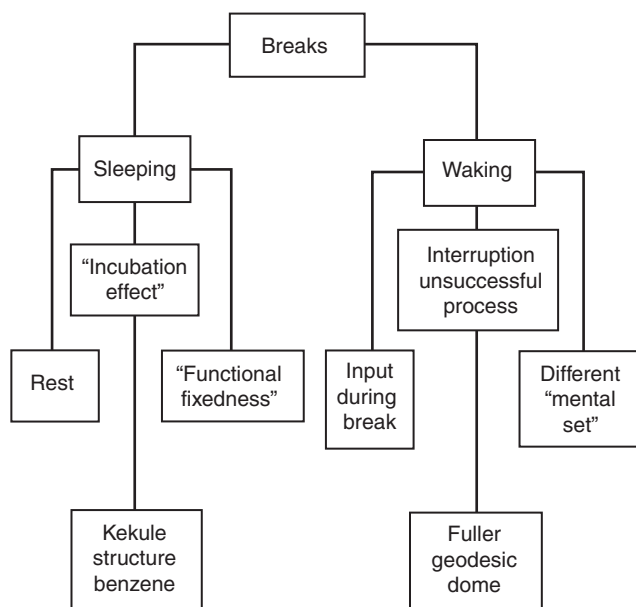 Breaks
Sleeping
Waking
“Incubation
effect”
Interruption
unsuccessful
process
Rest
“Functional
fixedness”
Input
during
break
Different
“mental
set”
Kekule
structure
benzene
Fuller
geodesic
dome